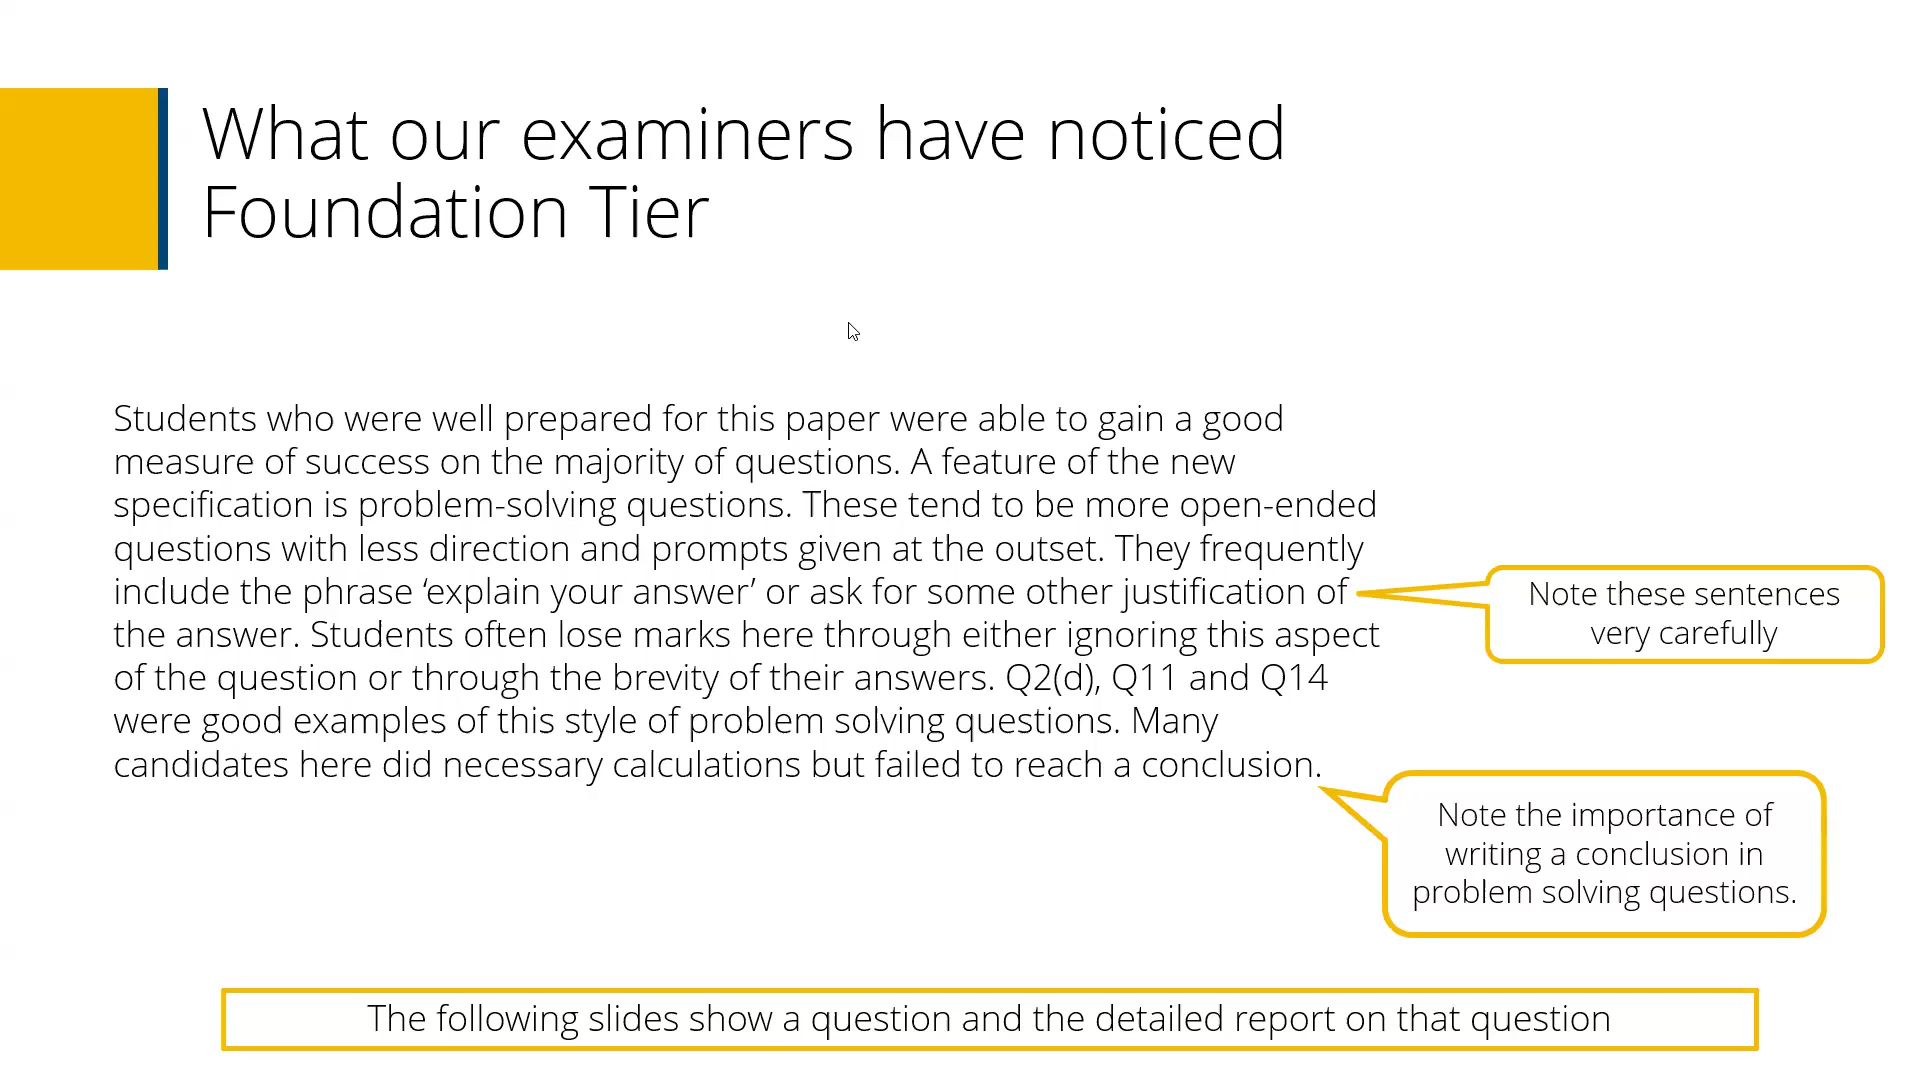 What our examiners have noticed
Foundation Tier
Students who were well prepared for this paper were able to gain a good
measure of success on the majority of questions. A feature of the new
specification is problem-solving questions. These tend to be more open-ended
questions with less direction and prompts given at the outset. They frequently
include the phrase ‘explain your answer’ or ask for some other justification of
the answer. Students often lose marks here through either ignoring this aspect
of the question or through the brevity of their answers. Q2(d), Q11 and Q14
were good examples of this style of problem solving questions. Many
candidates here did necessary calculations but failed to reach a conclusion.
Note these sentences
very carefully
Note the importance of
writing a conclusion in
problem solving questions.
The following slides show a question and the detailed report on that question